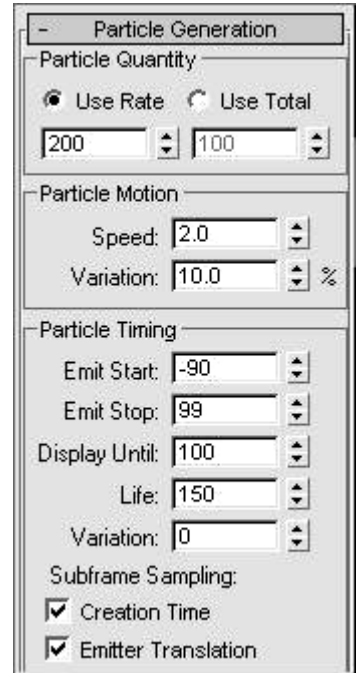 - Particle Generation
Particle Quantity
Use Rate Use Total
200 100
Particle Motion
Speed: 2.0
Variation: 10.0 %
Particle Timing
Emit Start: -90
Emit Stop: 99
Display Until: 100
Life: 150
Variation: 0
Subframe Sampling:
Creation Time
Emitter Translation